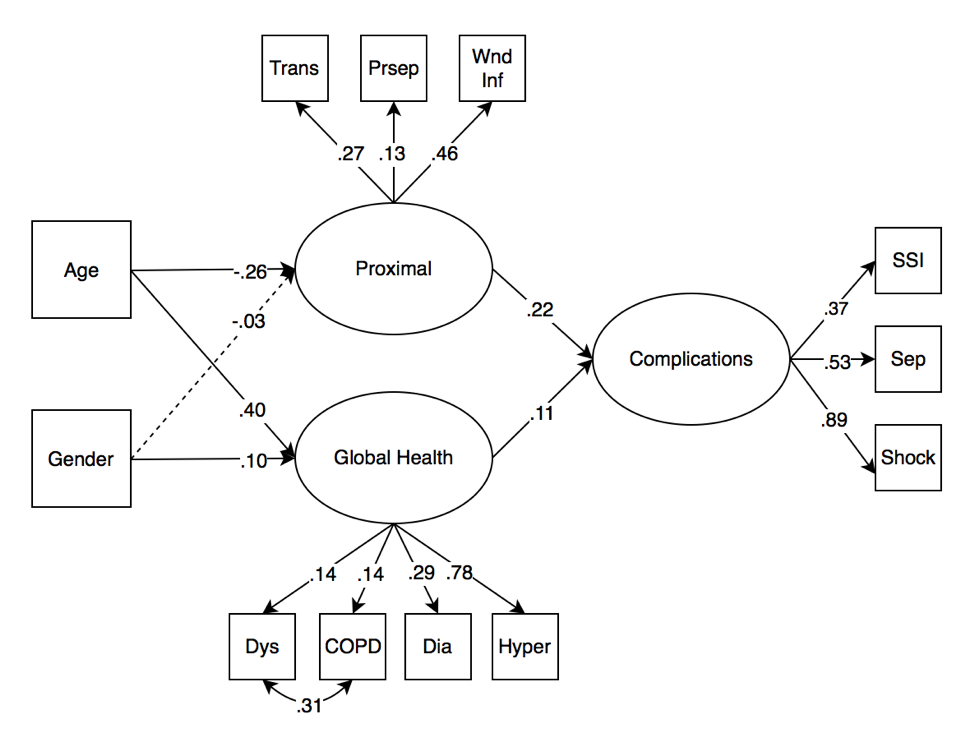 Trans
Prsep
Wnd
Inf
.27
.13
.46
Age
-.26
Proximal
SSI
-.03
.22
.37
Complications
.53
Sep
.40
.11
.89
Gender
.10
Global Health
Shock
.14
.14
.29
.78
Dys
COPD
Dia
Hyper
.31